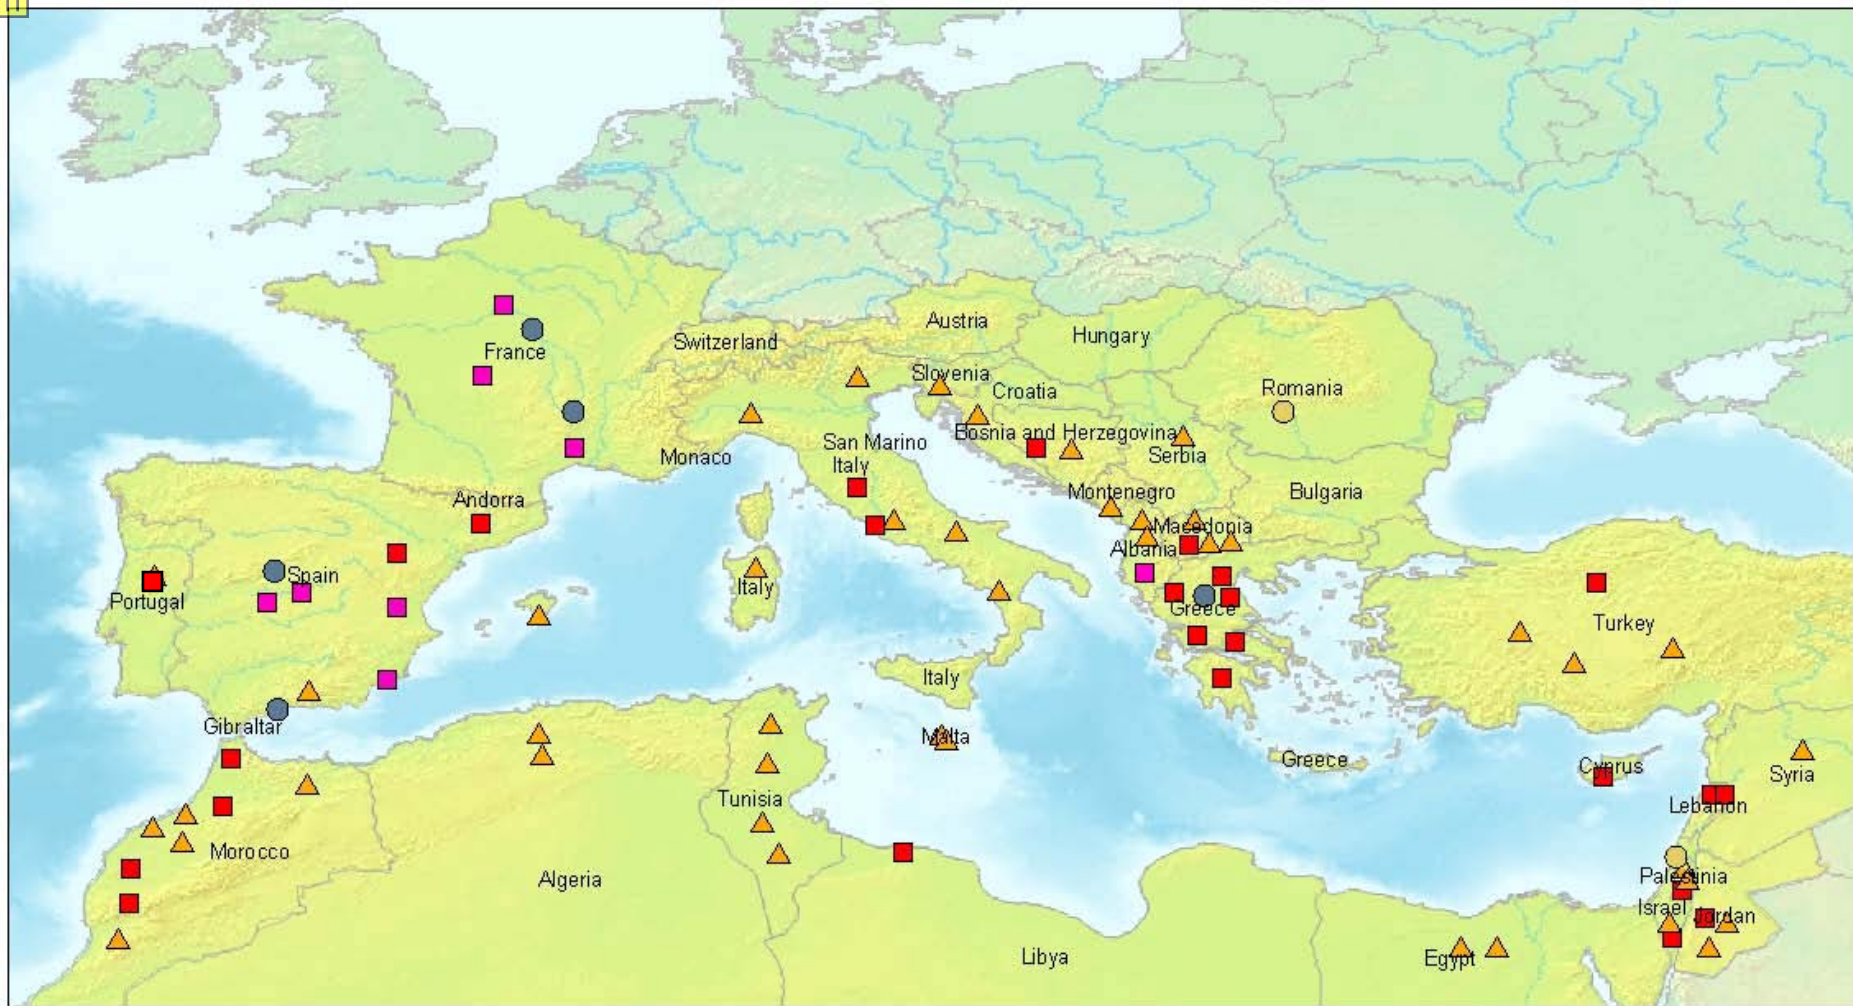 Austria
Hungary
Switzerland
France
Slovenia
Romania
Croatia
Bosnia and Herzegovina
San Marino
Monaco
Italy
Serbia
Andorra
Montenegro
Bulgaria
Macedonia
Albania
Spain
Italy
Portugal
Greece
Turkey
Italy
Gibraltar
Malta
Greece
Cyprus
Syria
Tunisia
Lebanon
Morocco
Algeria
Palestinia
Israel
Jordan
Libya
Egypt